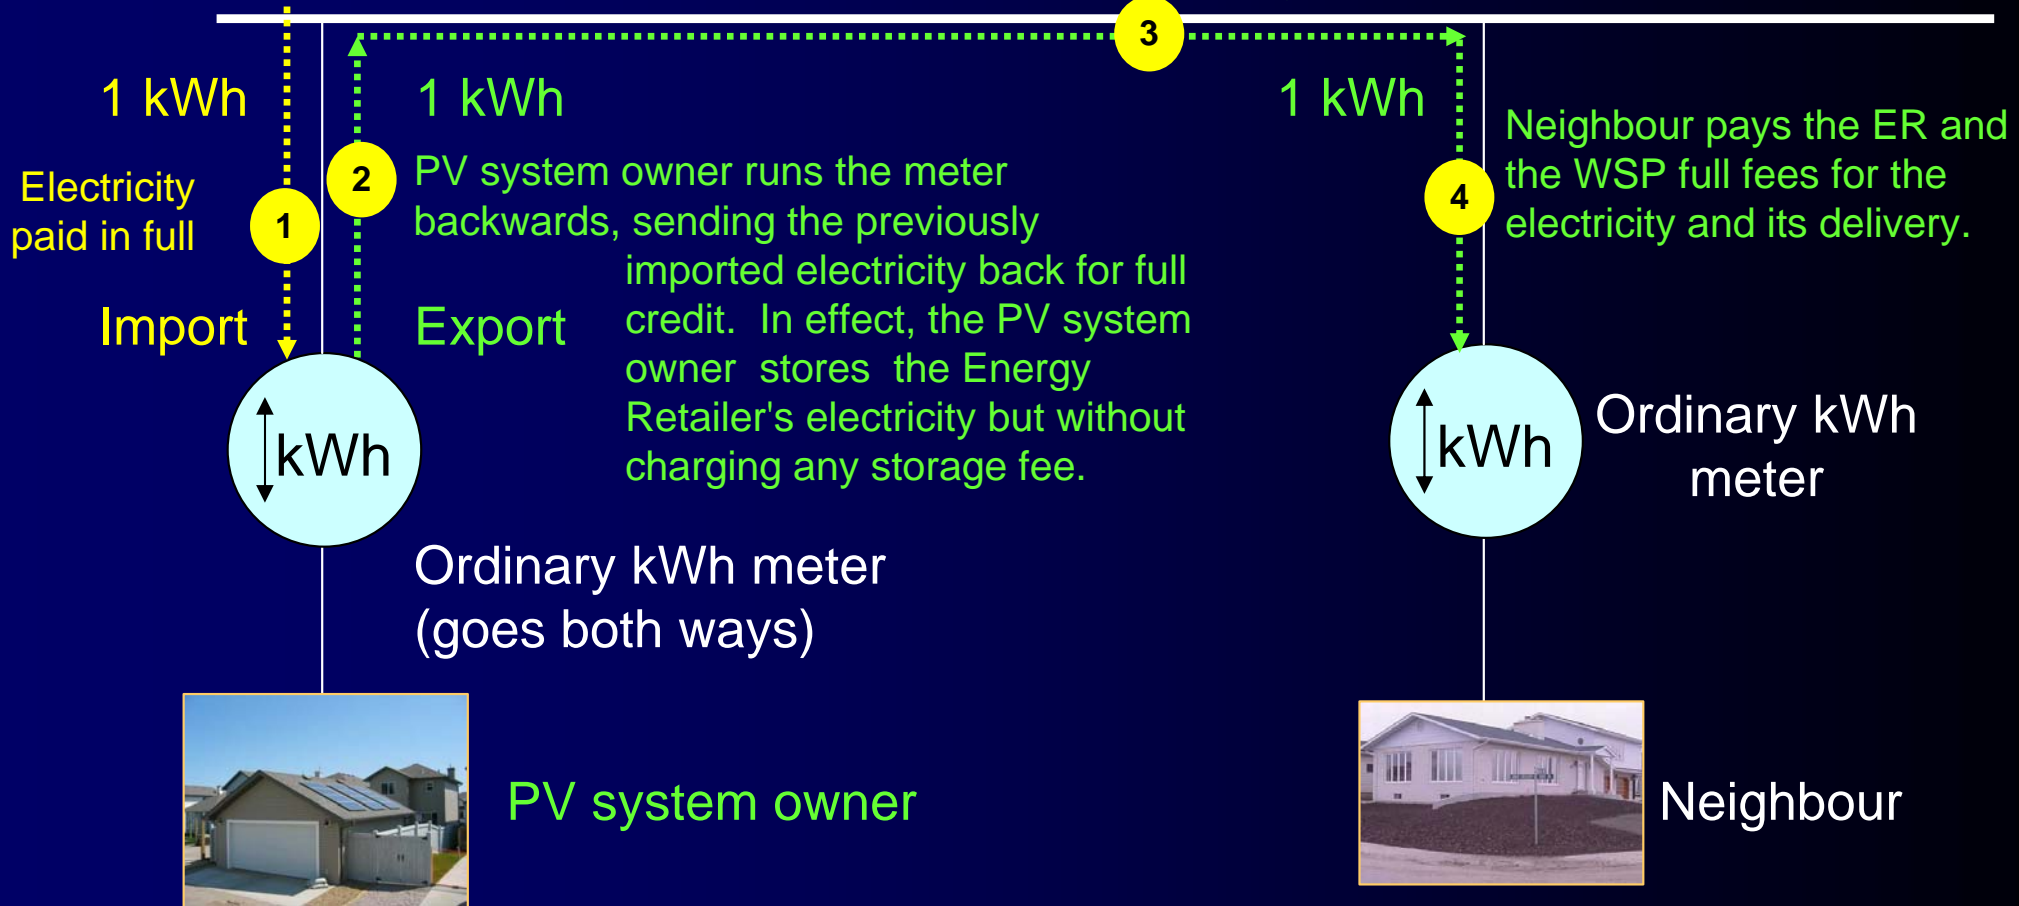 3
1 kWh
1 kWh
1 kWh
Electricity
paid in full
1
2
PV system owner runs the meter
backwards, sending the previously
imported electricity back for full
credit. In effect, the PV system
owner stores the Energy
Retailer's electricity but without
charging any storage fee.
4
Neighbour pays the ER and
the WSP full fees for the
electricity and its delivery.
Import
Export
kWh
kWh
Ordinary kWh
meter
Ordinary kWh meter
(goes both ways)
PV system owner
Neighbour